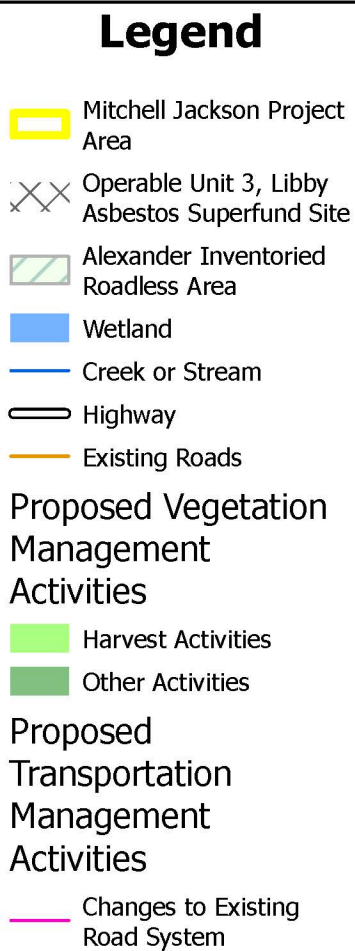 Legend
Mitchell Jackson Project
Area
Operable Unit 3, Libby
Asbestos Superfund Site
Alexander Inventoried
Roadless Area
Wetland
Creek or Stream
Highway
Existing Roads
Proposed Vegetation
Management
Activities
Harvest Activities
Other Activities
Proposed
Transportation
Management
Activities
Changes to Existing
Road System